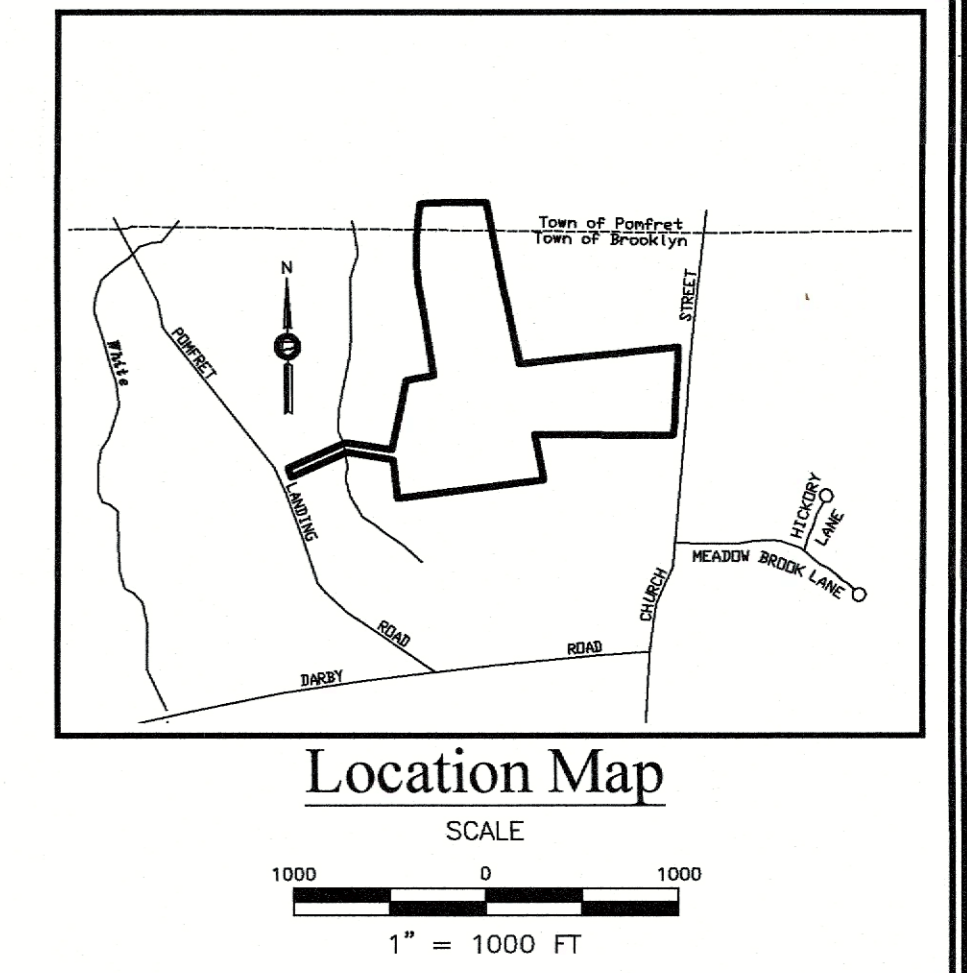 Town of Pomfret
Town of Brooklyn
N
STREET
White
POMFRET
LANDING
ROAD
HICKORY
LANE
MEADOW BROOK LANE
CHURCH
DARBY
ROAD
Location Map
SCALE
1000 0 1000
1" = 1000 FT